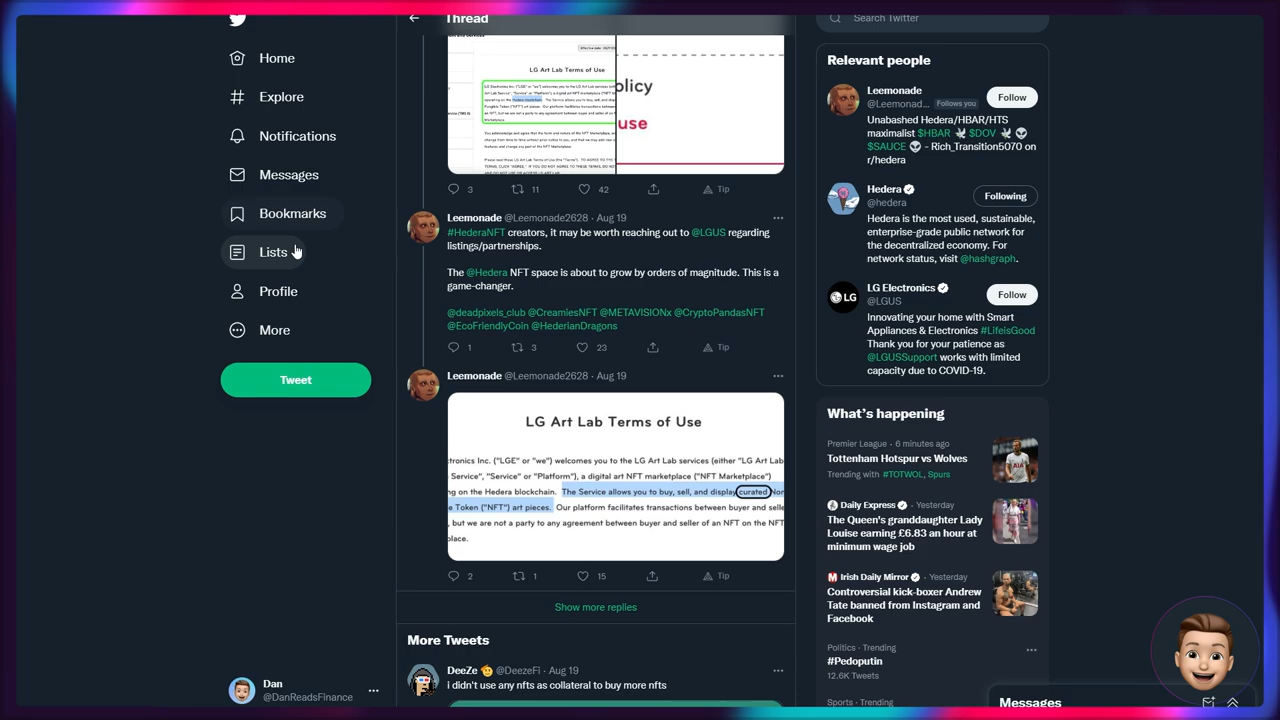 Home
Notifications
Messages
Bookmarks
Lists
Profile
More
Tweet
Dan
@DanReadsFinance
Thread
LG Art Lab Terms of Use
olicy
use
3
11
42
Tip
Leemonade @Leemonade2628 · Aug 19
#HederaNFT creators, it may be worth reaching out to @LGUS regarding
listings/partnerships.
The @Hedera NFT space is about to grow by orders of magnitude. This is a
game-changer.
@deadpixels_club @CreamiesNFT @METAVISIONx @CryptoPandasNFT
@EcoFriendlyCoin @HederianDragons
1
3
23
Tip
Leemonade @Leemonade2628 · Aug 19
LG Art Lab Terms of Use
ctronics Inc. ("LGE" or "we") welcomes you to the LG Art Lab services (either "LG Art Lab
Service", "Service" or "Platform"), a digital art NFT marketplace ("NFT Marketplace")
ng on the Hedera blockchain. The Service allows you to buy, sell, and display curated Non
e Token ("NFT") art pieces. Our platform facilitates transactions between buyer and selle
, but we are not a party to any agreement between buyer and seller of an NFT on the NFT
place.
2
1
15
Tip
Show more replies
More Tweets
DeeZe @DeezeFi · Aug 19
i didn't use any nfts as collateral to buy more nfts
Search Twitter
Relevant people
Leemonade
@Leemonad... Follows you
Follow
Unabashed Hedera/HBAR/HTS
maximalist $HBAR $DOV
$SAUCE - Rich_Transiton5070 on
r/hedera
Hedera
@hedera
Following
Hedera is the most used, sustainable,
enterprise-grade public network for
the decentralized economy. For
network status, visit @hashgraph.
LG Electronics
@LGUS
Follow
LG
Innovating your home with Smart
Appliances & Electronics #LifeisGood
Thank you for your patience as
@LGUSSupport works with limited
capacity due to COVID-19.
What's happening
Premier League · 6 minutes ago
Tottenham Hotspur vs Wolves
Trending with #TOTWOL, Spurs
Daily Express · Yesterday
The Queen's granddaughter Lady
Louise earning £6.83 an hour at
minimum wage job
Irish Daily Mirror · Yesterday
Controversial kick-boxer Andrew
Tate banned from Instagram and
Facebook
Politics · Trending
#Pedoputin
12.6K Tweets
Messages